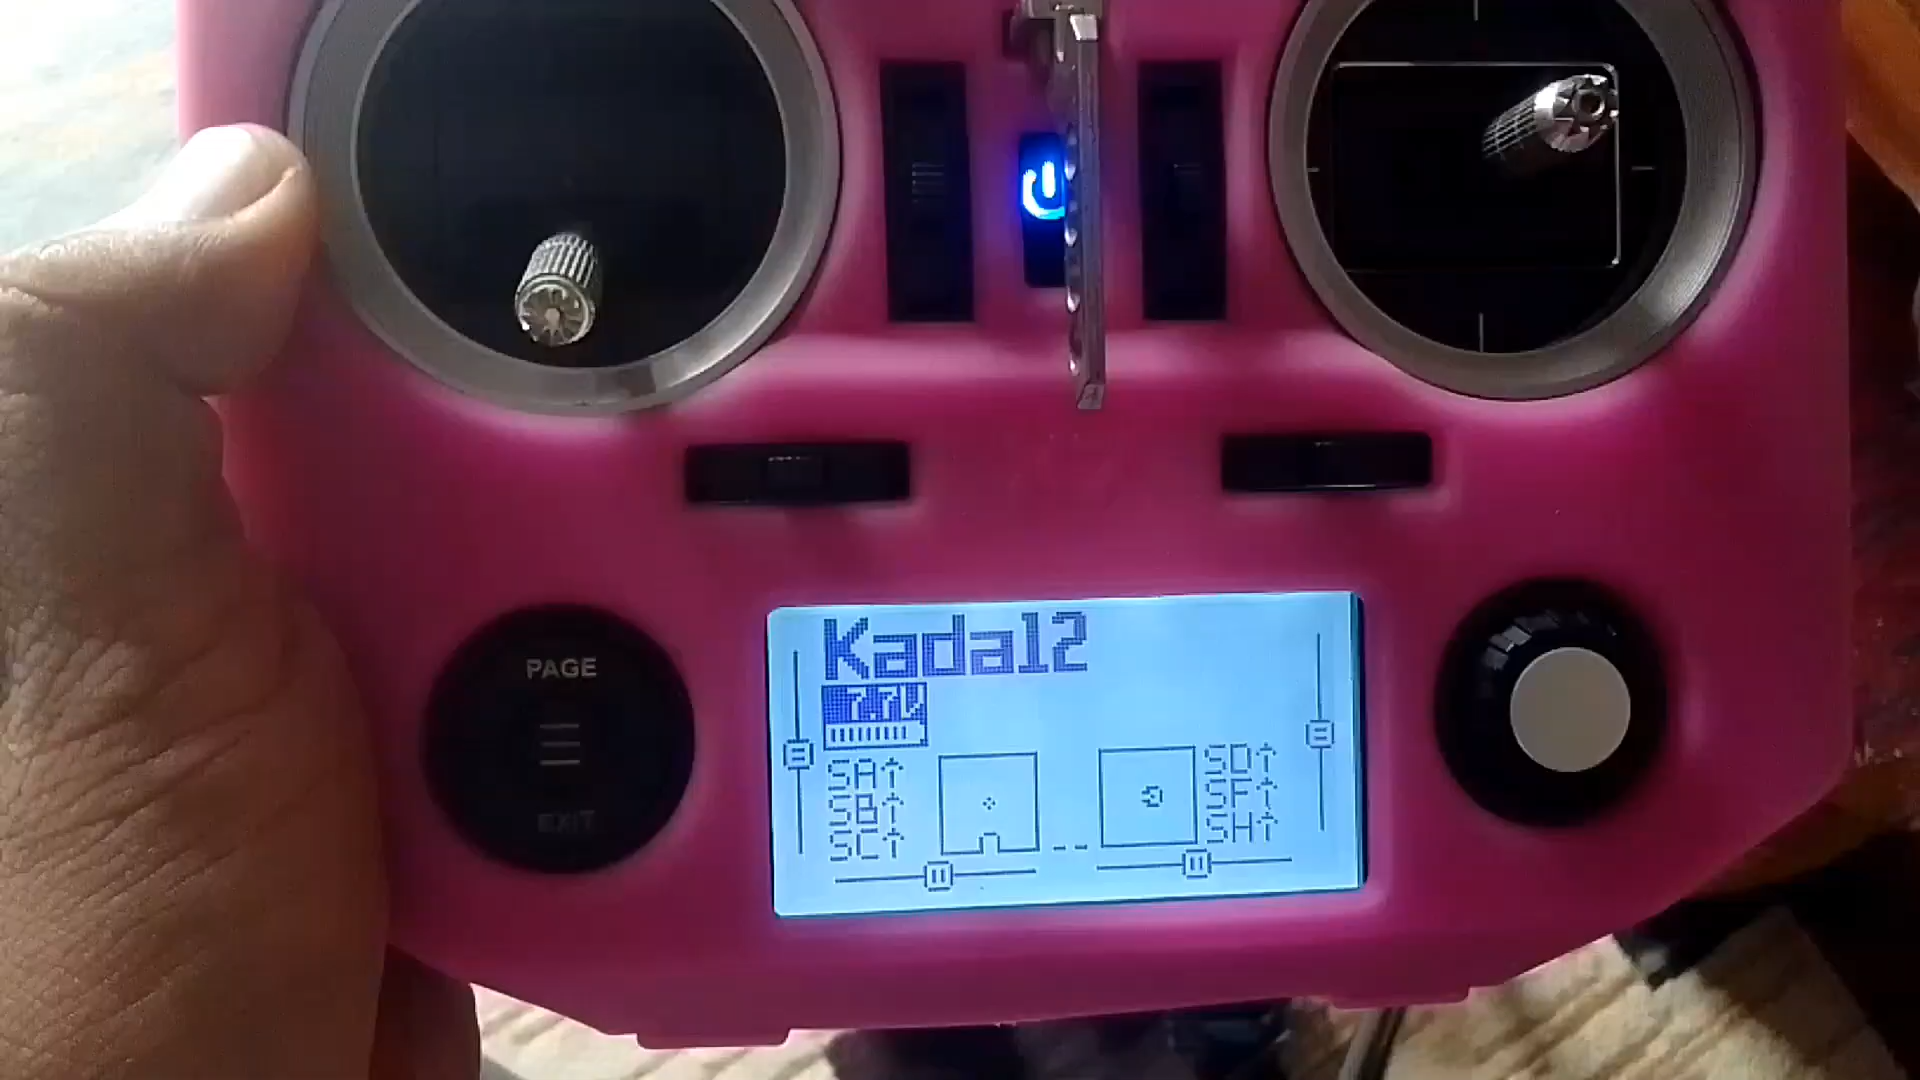 PAGE
EXIT
Kadal2
7.7V
SA↑
SB↑
SC↑
--
SD↑
SF↑
SH↑